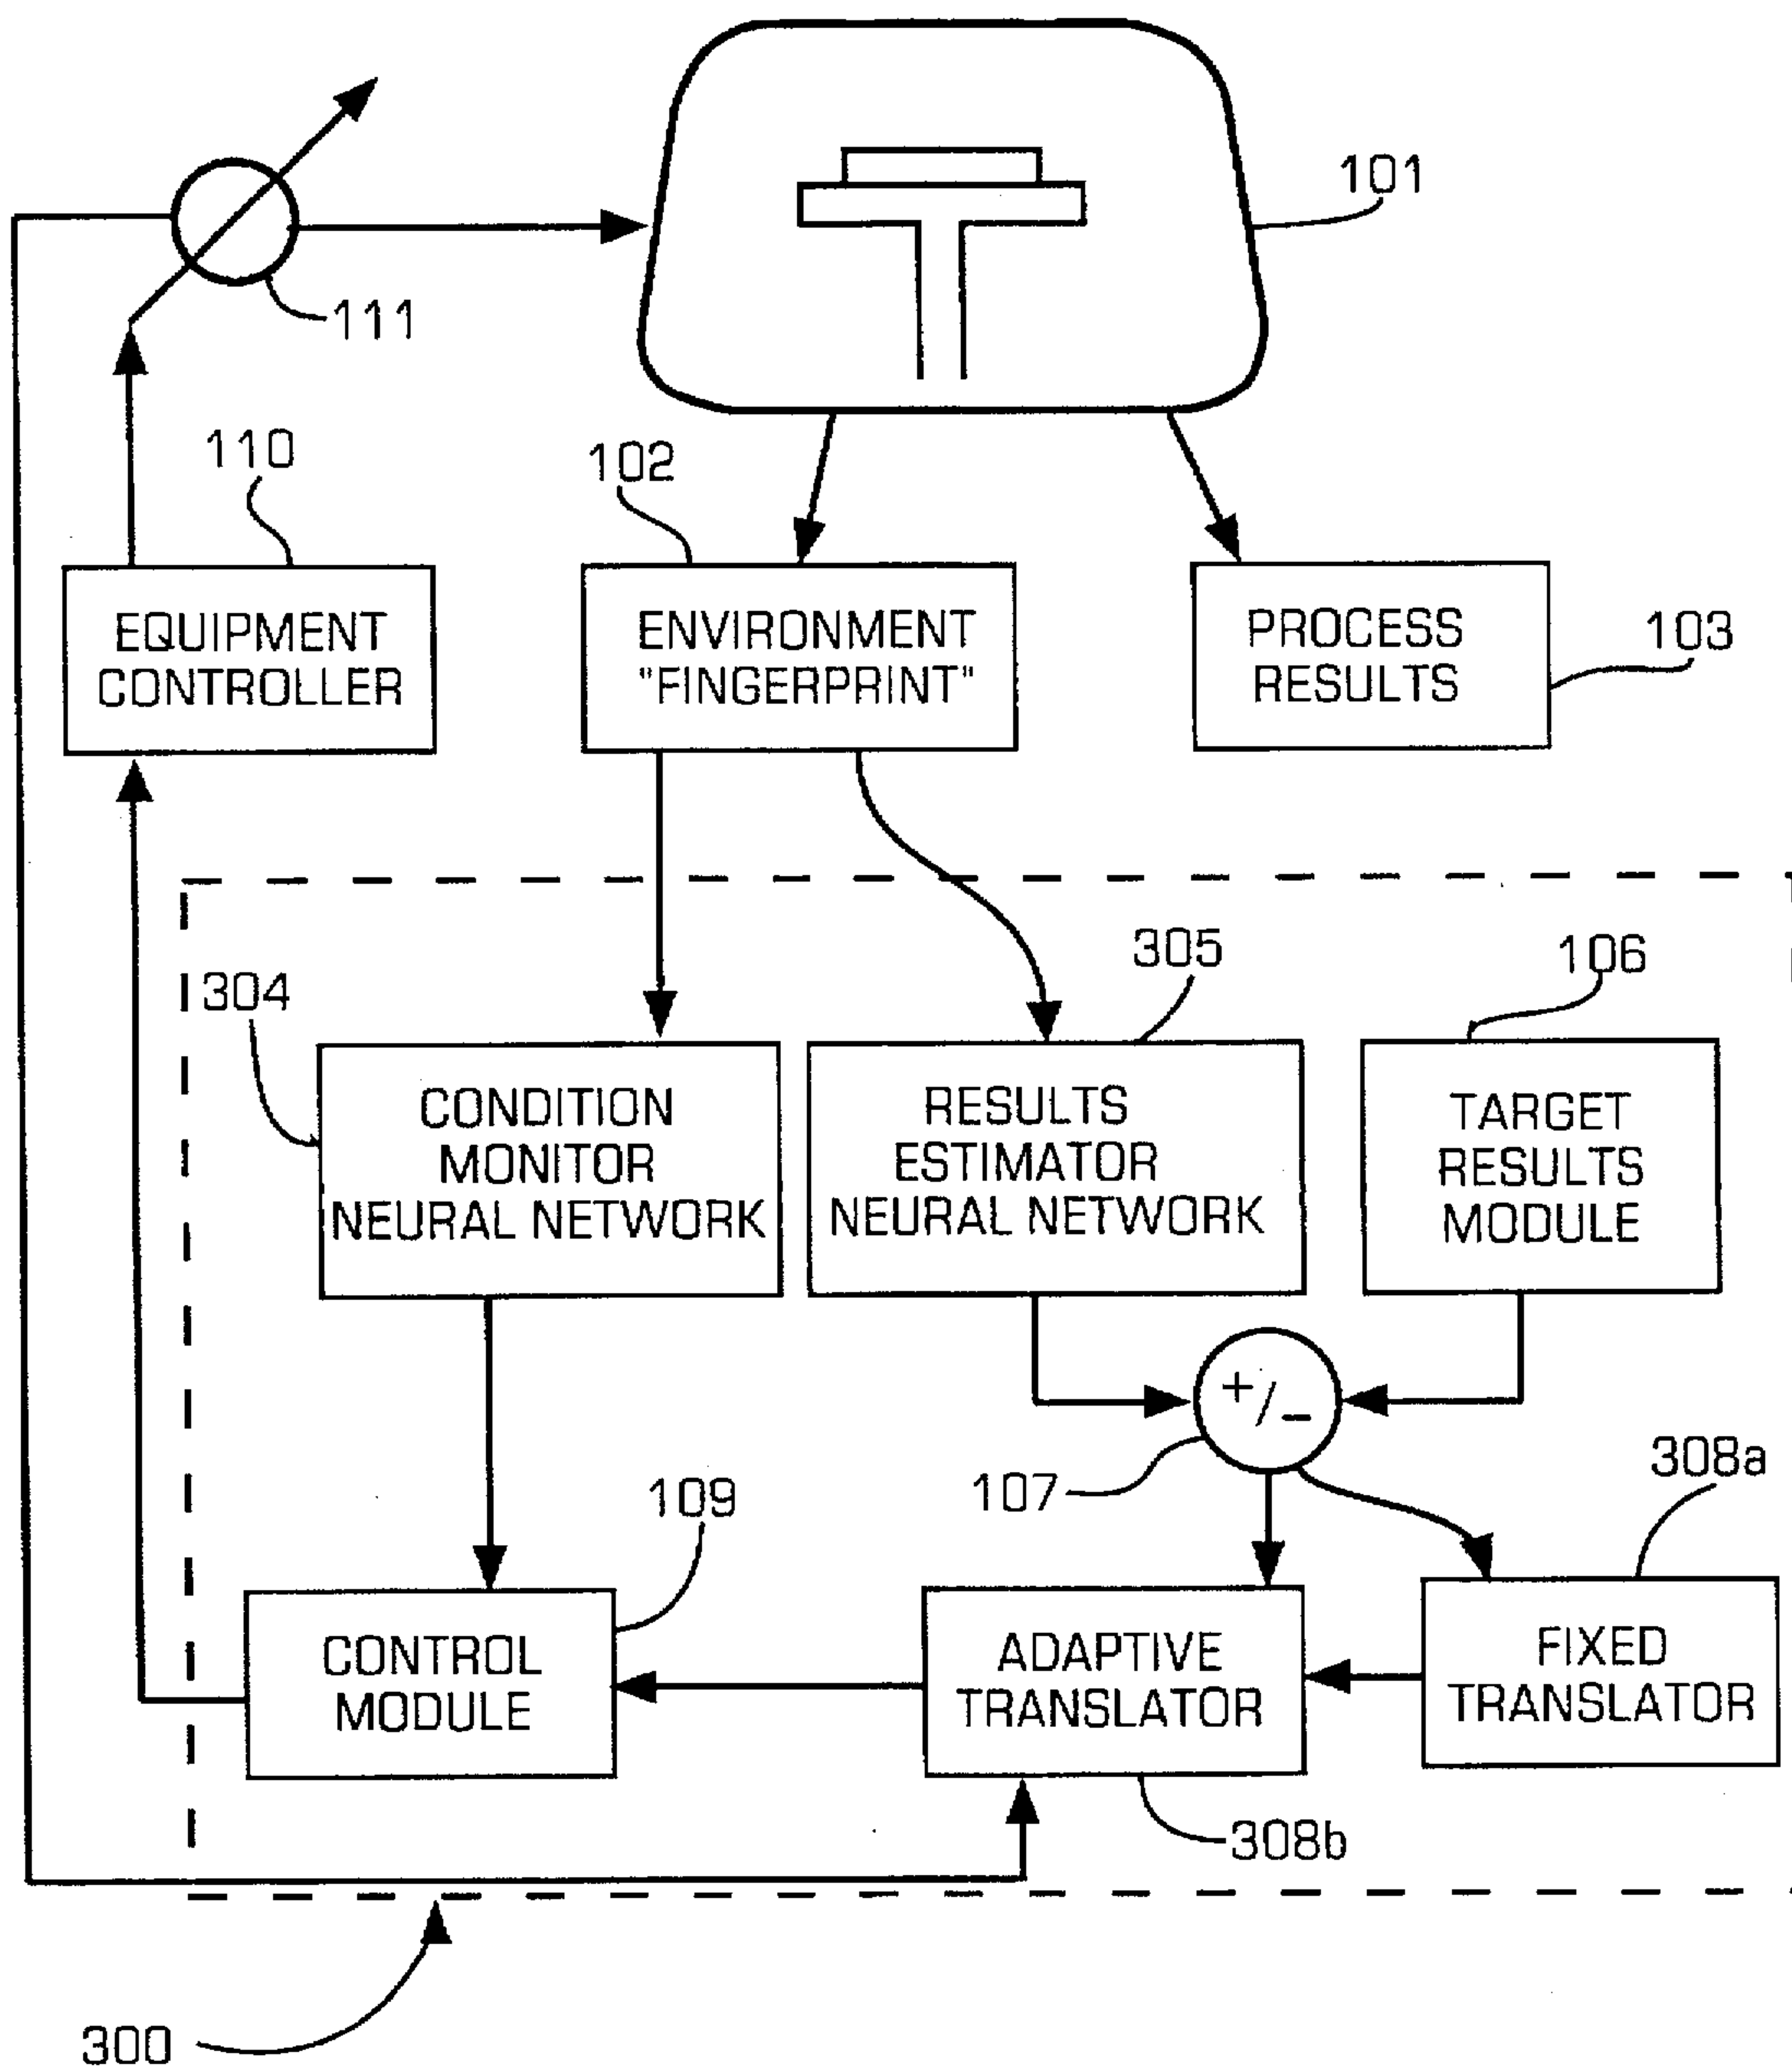 101
111
110
102
EQUIPMENT
CONTROLLER
ENVIRONMENT
"FINGERPRINT"
PROCESS
RESULTS
103
304
305
106
CONDITION
MONITOR
NEURAL NETWORK
RESULTS
ESTIMATOR
NEURAL NETWORK
TARGET
RESULTS
MODULE
+/-
107
308a
109
CONTROL
MODULE
ADAPTIVE
TRANSLATOR
FIXED
TRANSLATOR
308b
300